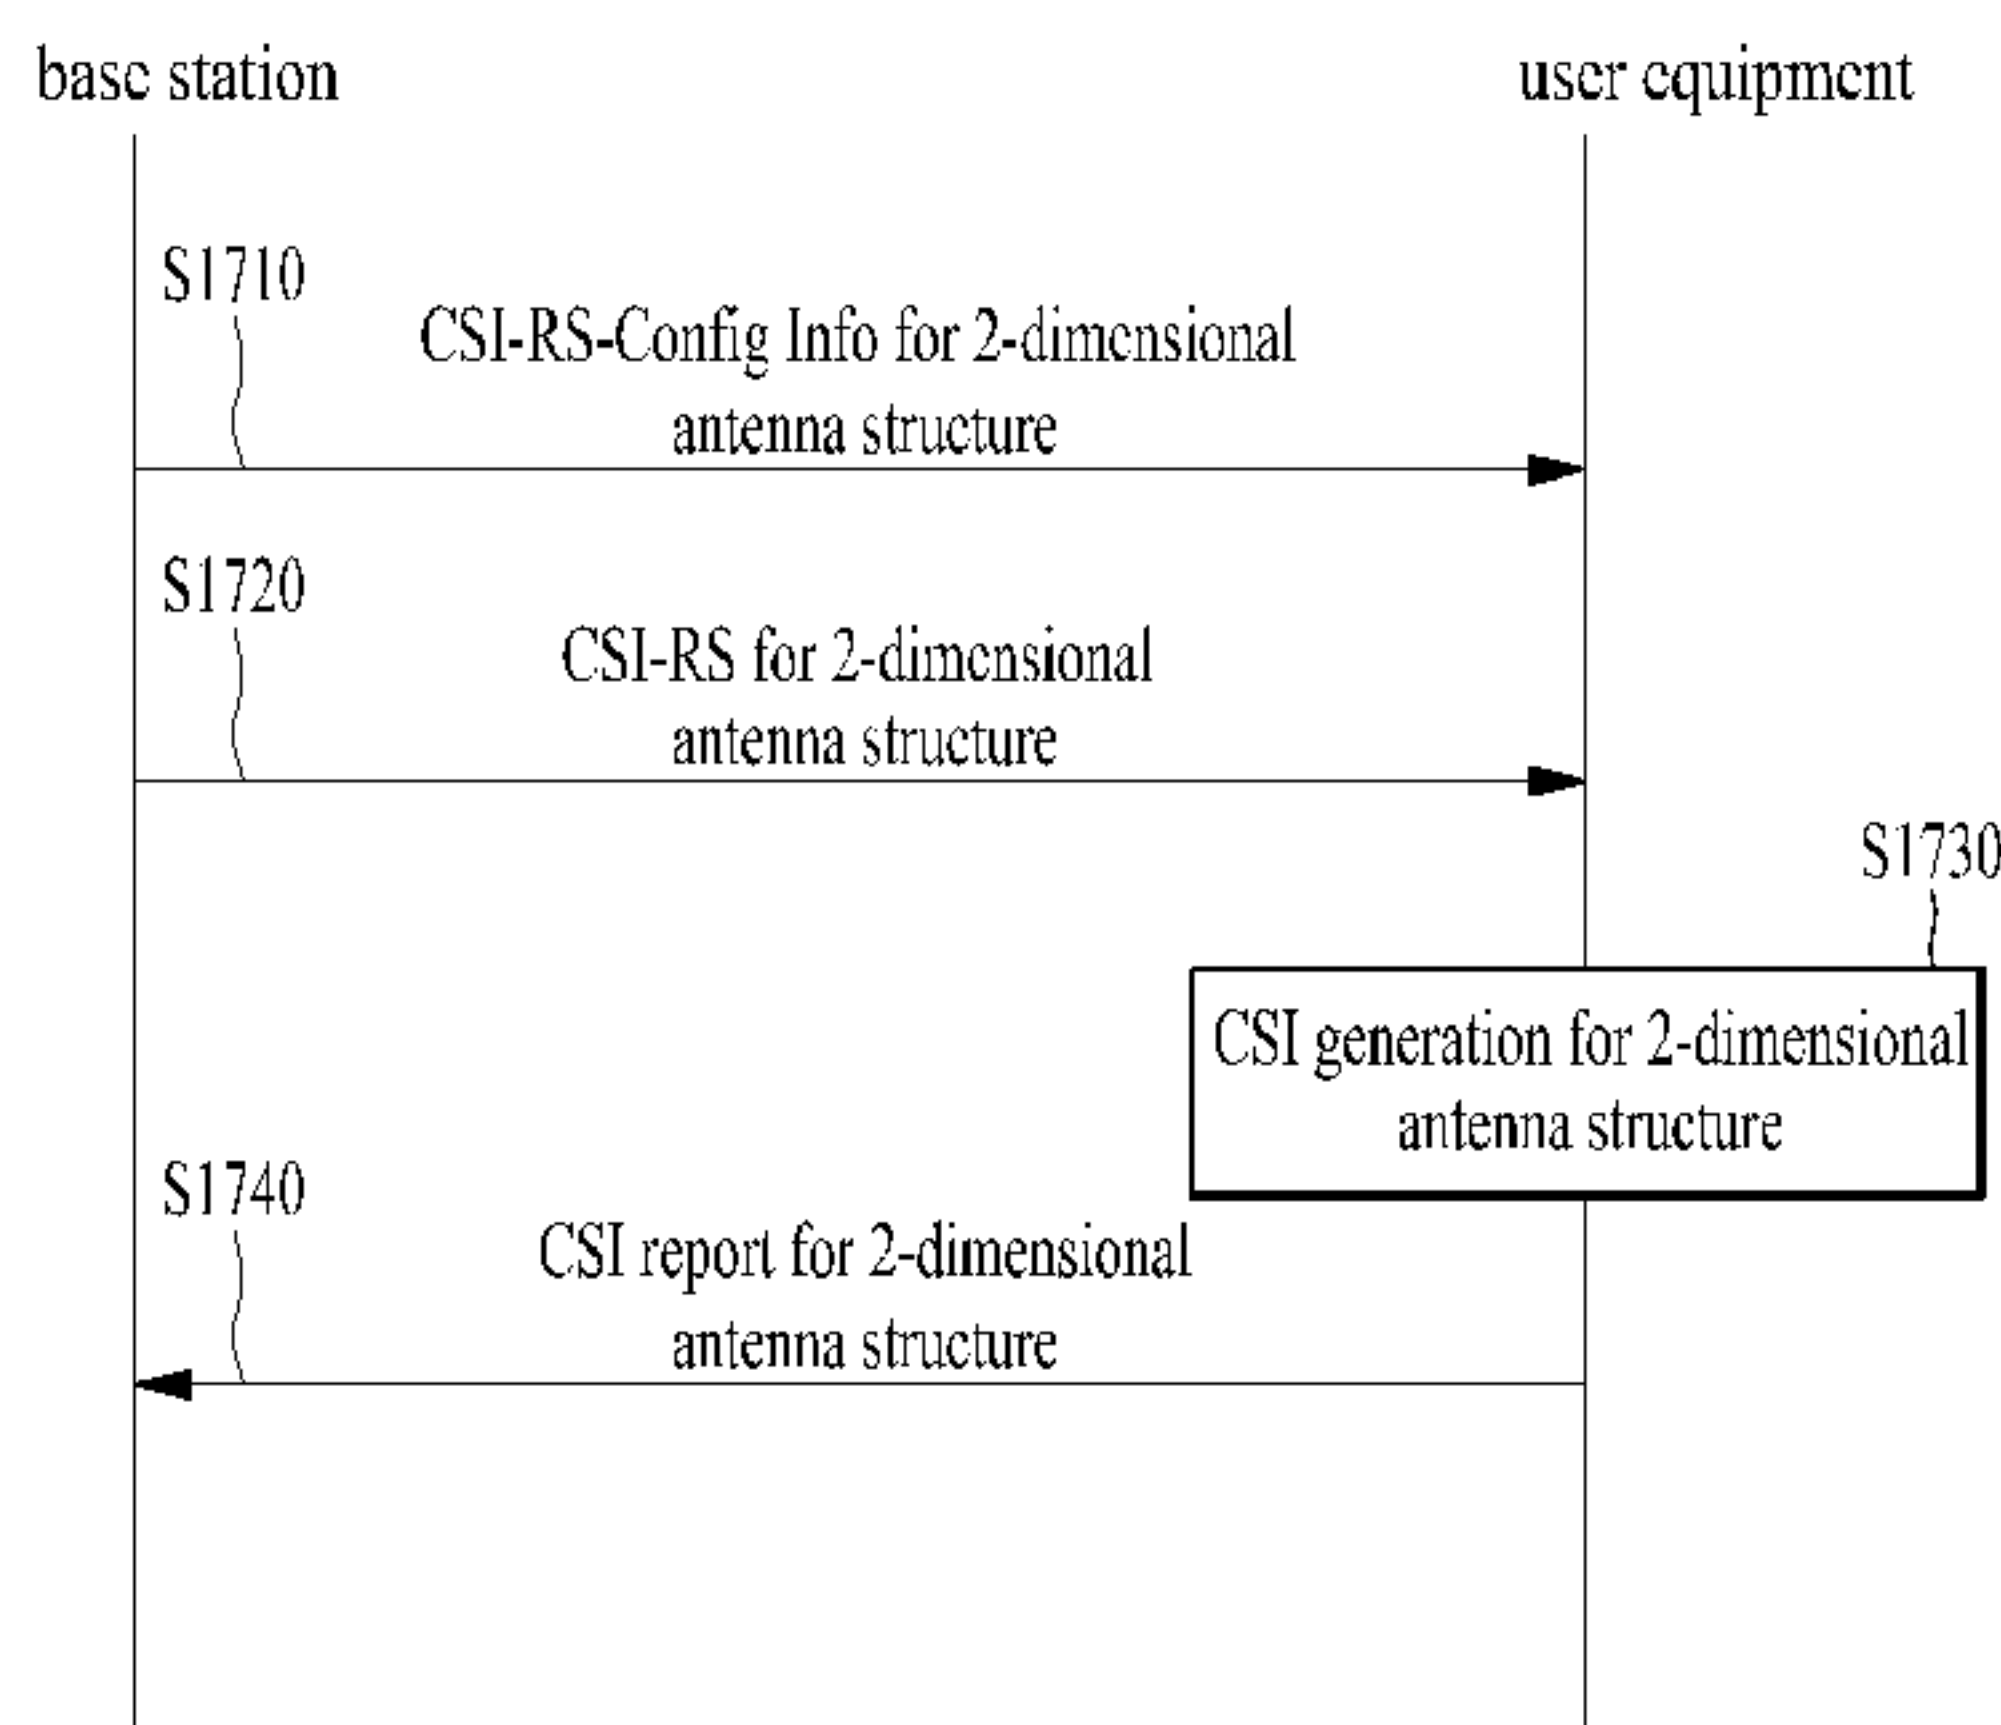 base station
user equipment
S1710
CSI-RS-Config Info for 2-dimensional
antenna structure
S1720
CSI-RS for 2-dimensional
antenna structure
S1730
CSI generation for 2-dimensional
antenna structure
S1740
CSI report for 2-dimensional
antenna structure